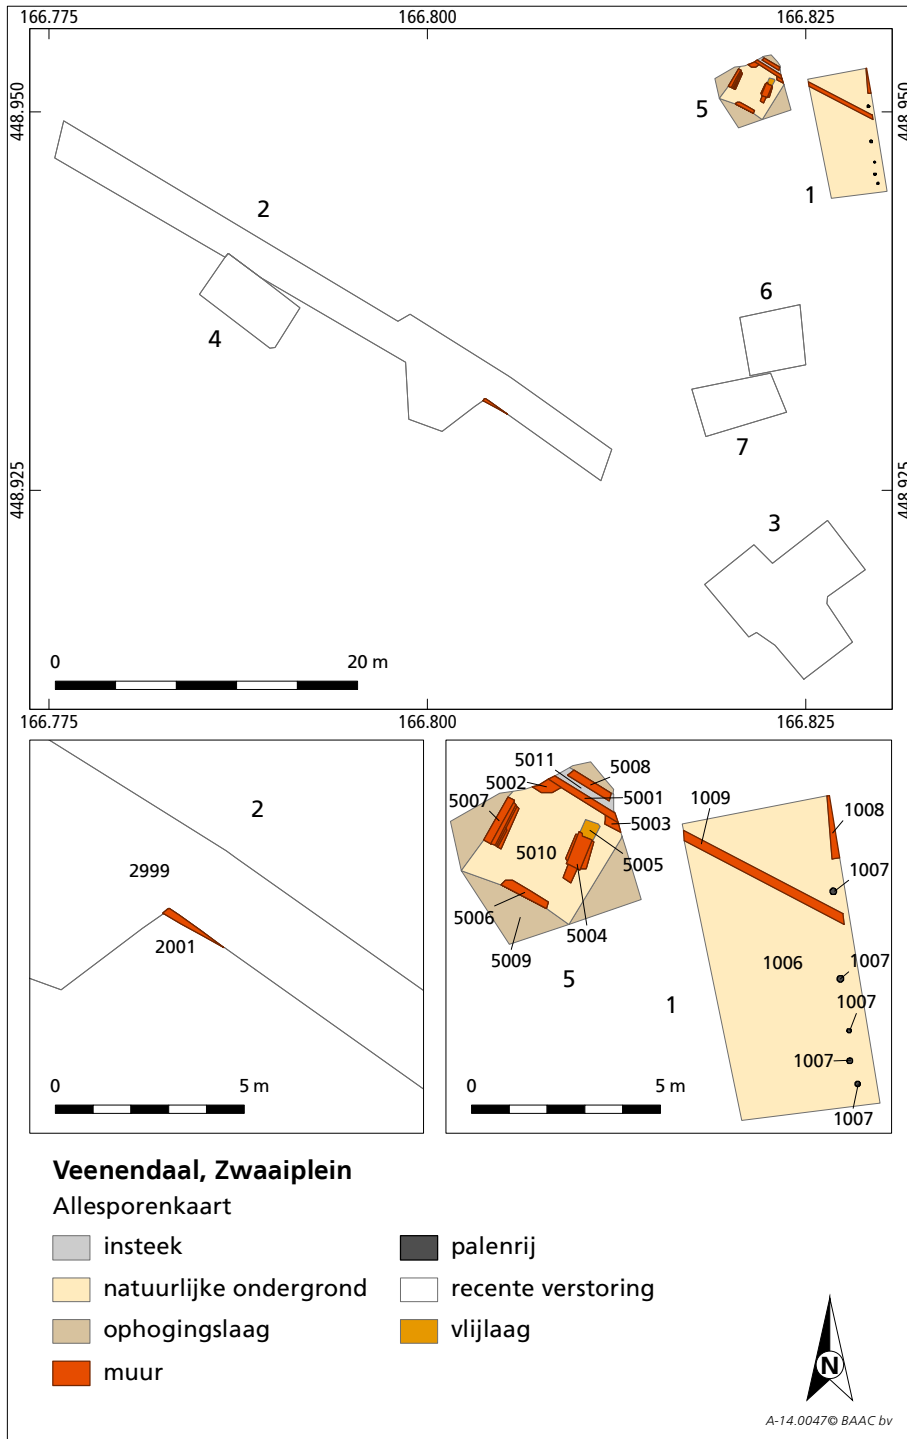 166.775 166.800 166.825
448.950 448.950
5
1
2
4
6
7
448.925 448.925
3
0 20 m
166.775 166.800 166.825
2
2999
2001
0 5 m
5011
5008
5002
5001
5007
5003
5010
5005
5006
5004
5009
5
1009
1008
1007
1006
1007
1007
1007
1007
1
0 5 m
Veenendaal, Zwaaiplein
Allesporenkaart
insteek
natuurlijke ondergrond
ophogingslaag
muur
palenrij
recente verstoring
vlijlaag
N
A-14.0047© BAAC bv